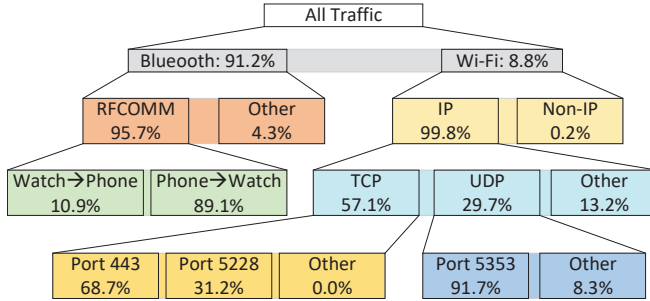 All Traffic
Blueooth: 91.2%
Wi-Fi: 8.8%
RFCOMM
95.7%
Other
4.3%
IP
99.8%
Non-IP
0.2%
Watch→Phone
10.9%
Phone→Watch
89.1%
TCP
57.1%
UDP
29.7%
Other
13.2%
Port 443
68.7%
Port 5228
31.2%
Other
0.0%
Port 5353
91.7%
Other
8.3%